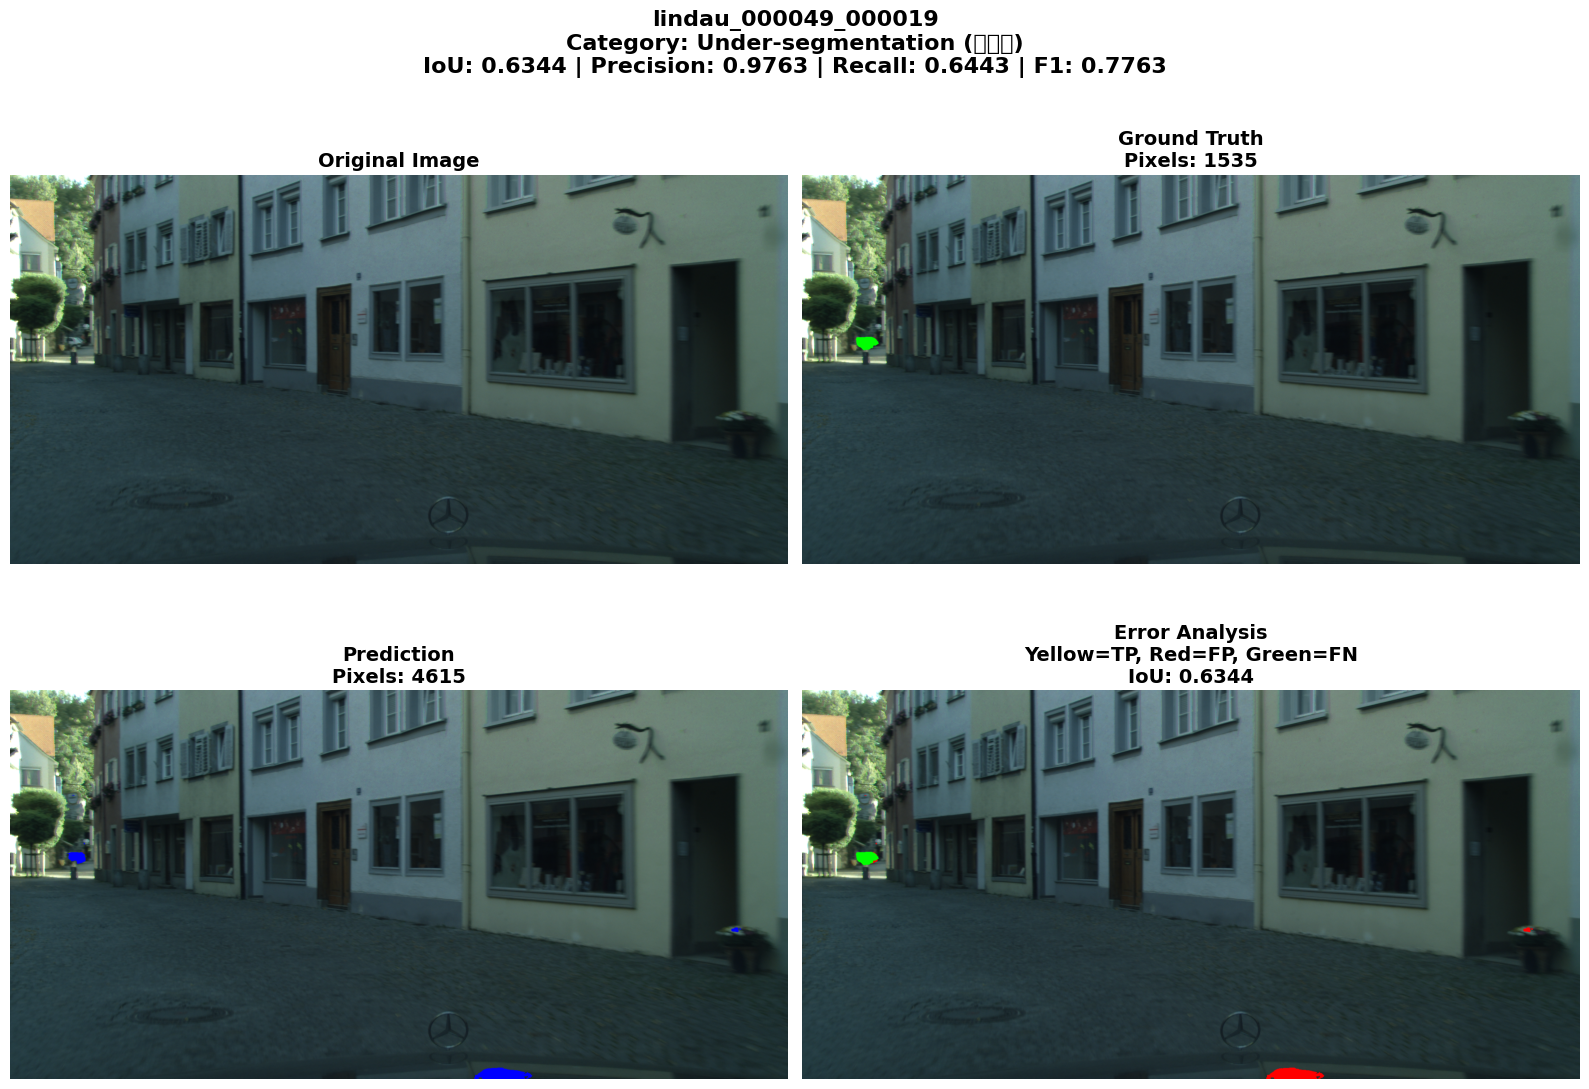 lindau_000049_000019
Category: Under-segmentation (▯▯▯)
IoU: 0.6344 | Precision: 0.9763 | Recall: 0.6443 | F1: 0.7763
Original Image
Ground Truth
Pixels: 1535
Prediction
Pixels: 4615
Error Analysis
Yellow=TP, Red=FP, Green=FN
IoU: 0.6344